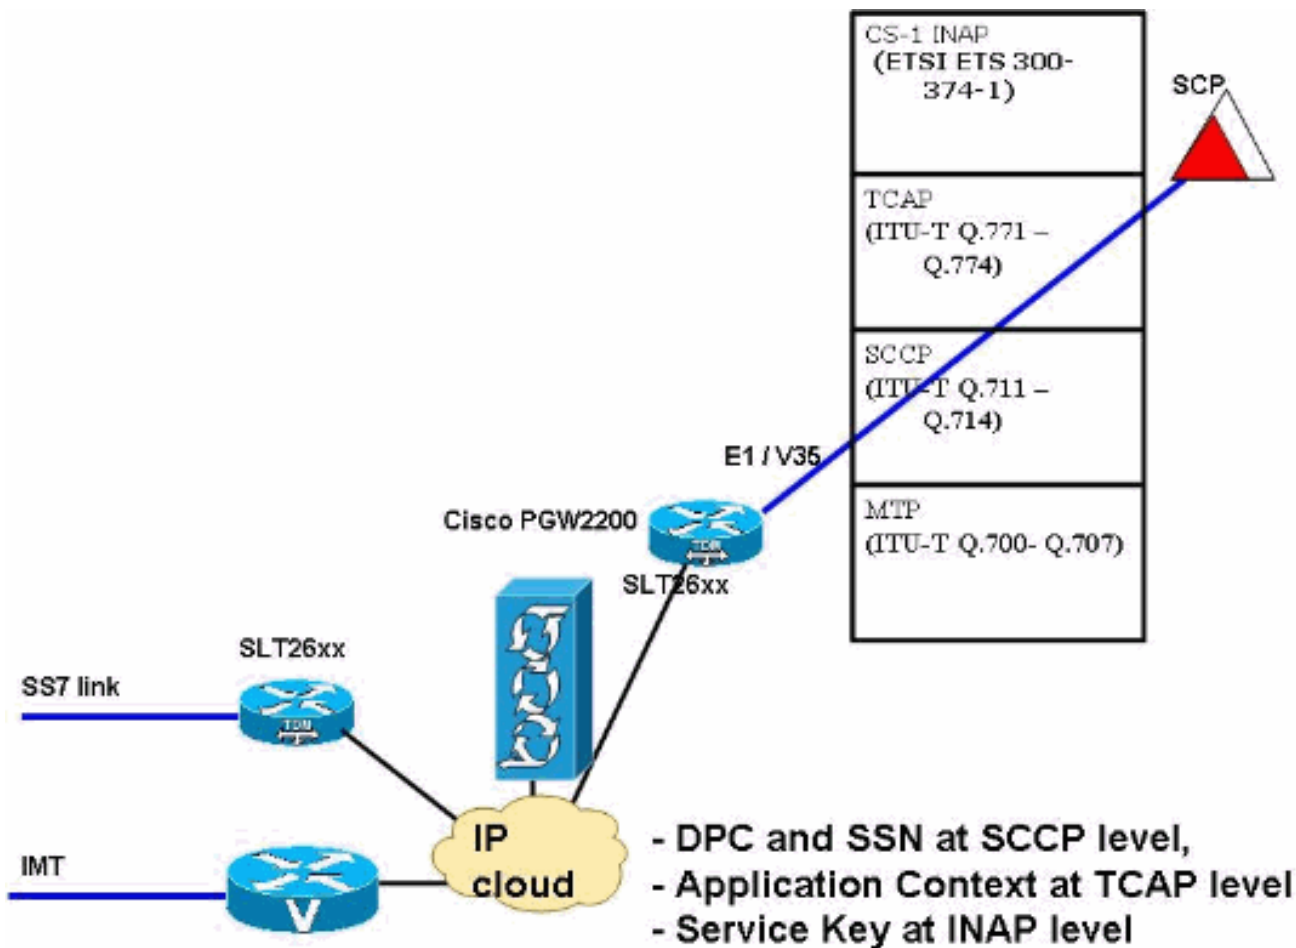 CS-1 INAP
(ETSI ETS 300-
374-1)
SCP
TCAP
(ITU-T Q.771 –
Q.774)
SCCP
(ITU-T Q.711 –
Q.714)
E1 / V35
MTP
(ITU-T Q.700- Q.707)
Cisco PGW2200
TDM
SLT26xx
SLT26xx
SS7 link
TDM
IMT
V
IP
cloud
- DPC and SSN at SCCP level,
- Application Context at TCAP level
- Service Key at INAP level